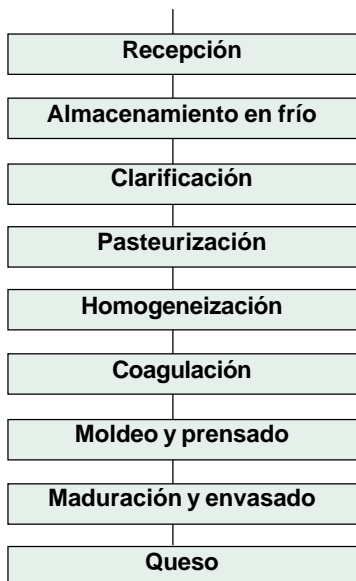 Recepción
Almacenamiento en frío
Clarificación
Pasteurización
Homogeneización
Coagulación
Moldeo y prensado
Maduración y envasado
Queso